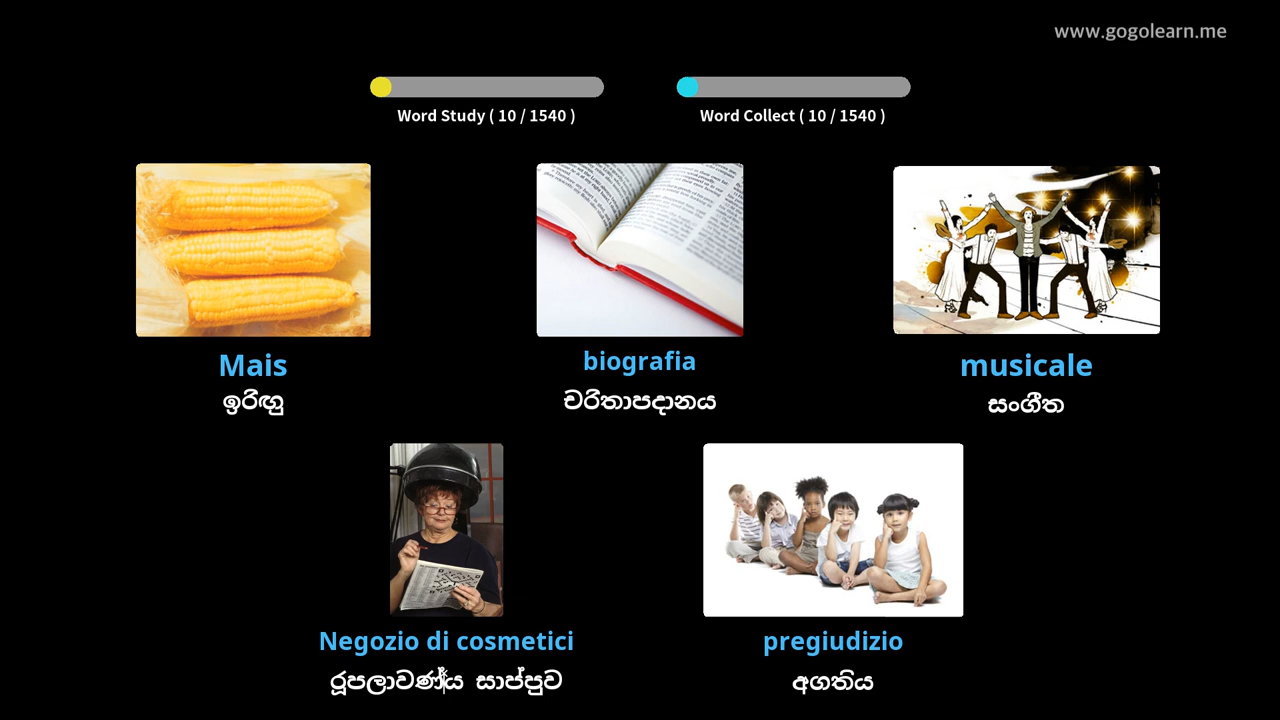 www.gogolearn.me
Word Study ( 10 / 1540 )
Word Collect ( 10 / 1540 )
Mais
ඉරිඟු
biografia
චරිතාපදානය
musicale
සංගීත
Negozio di cosmetici
රූපලාවණ්‍ය සාප්පුව
pregiudizio
අගතිය